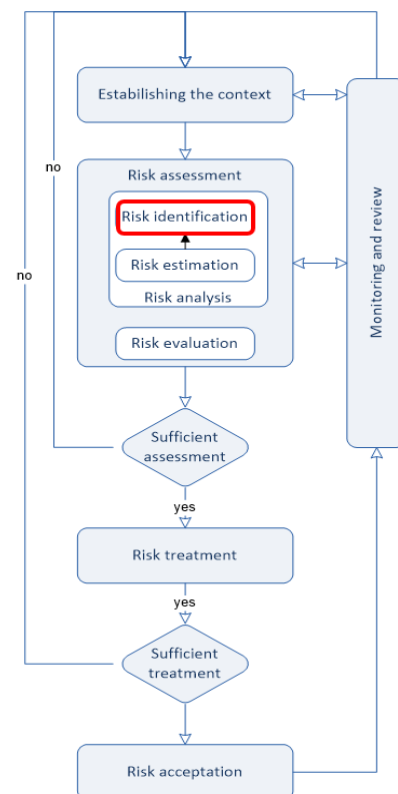 Estabilishing the context
no
Risk assessment
Risk identification
Risk estimation
Risk analysis
Risk evaluation
Monitoring and review
no
Sufficient
assessment
yes
Risk treatment
yes
Sufficient
treatment
Risk acceptation